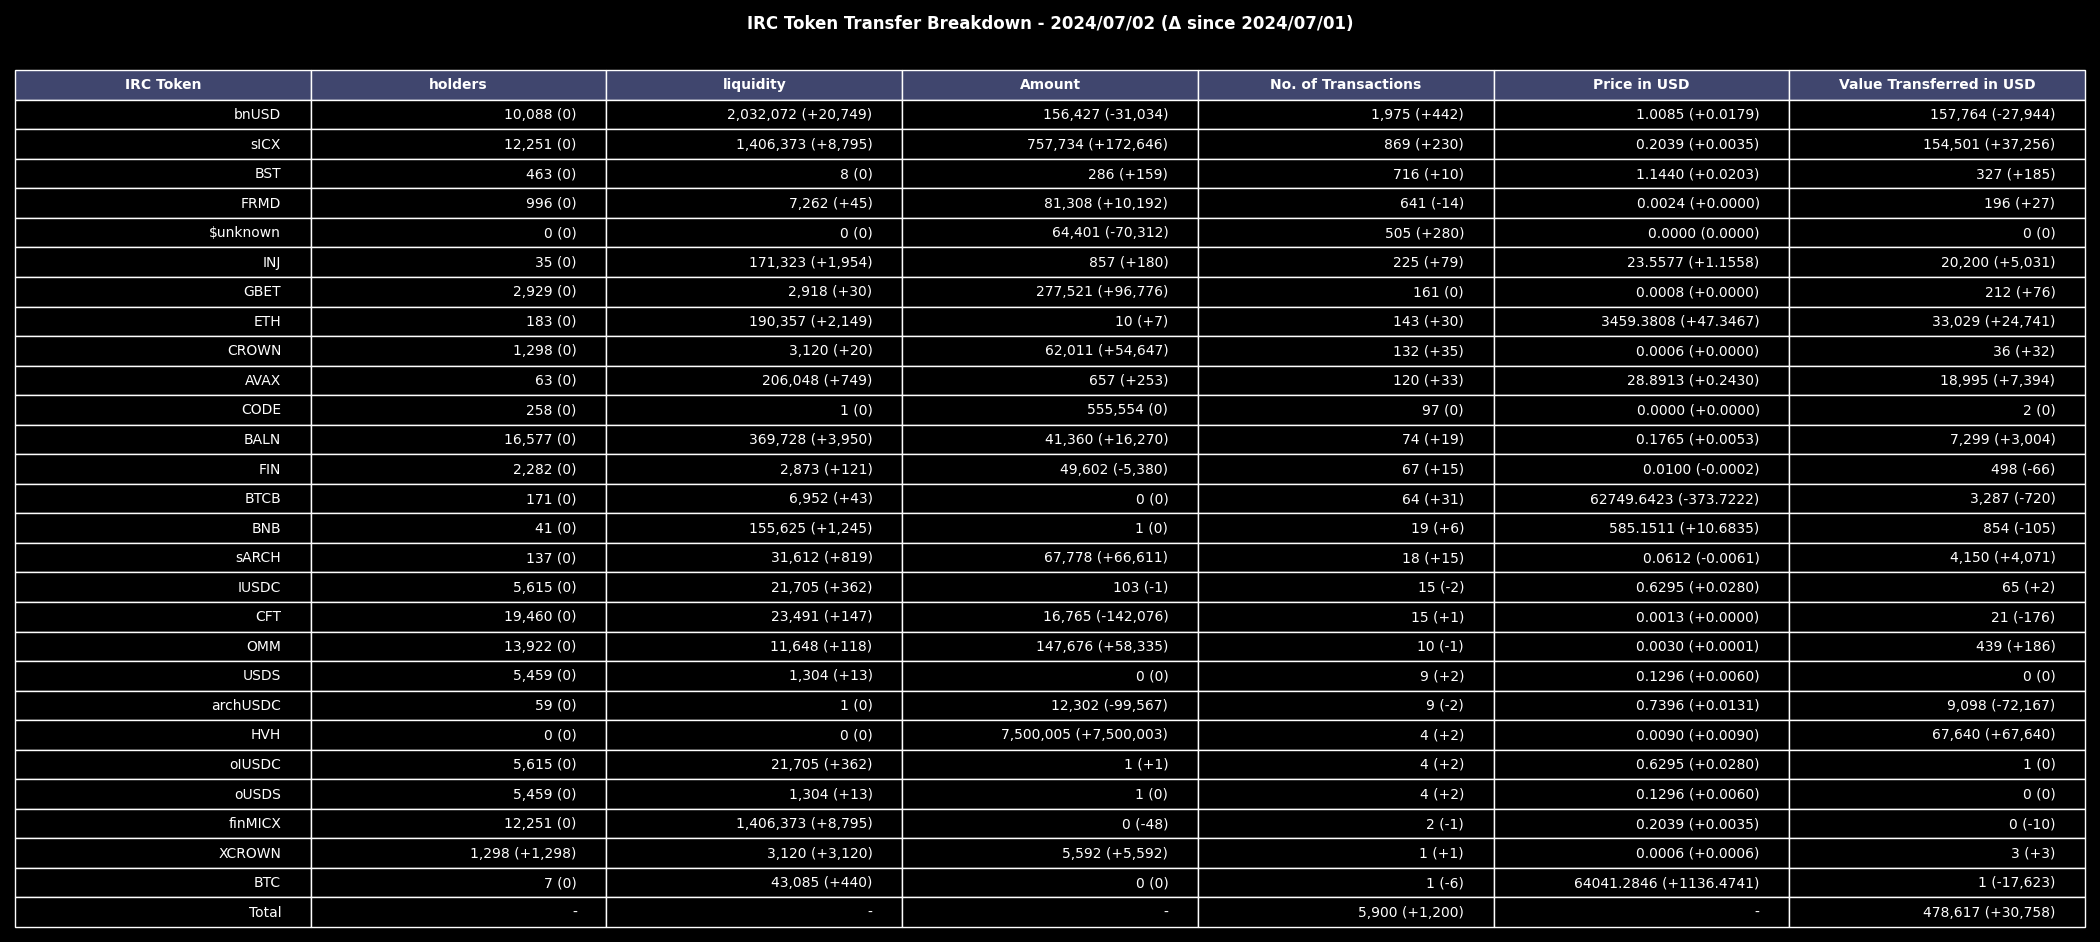 IRC Token Transfer Breakdown - 2024/07/02 (Δ since 2024/07/01)
IRC Token holders liquidity Amount No. of Transactions Price in USD Value Transferred in USD
bnUSD 10,088 (0) 2,032,072 (+20,749) 156,427 (-31,034) 1,975 (+442) 1.0085 (+0.0179) 157,764 (-27,944)
sICX 12,251 (0) 1,406,373 (+8,795) 757,734 (+172,646) 869 (+230) 0.2039 (+0.0035) 154,501 (+37,256)
BST 463 (0) 8 (0) 286 (+159) 716 (+10) 1.1440 (+0.0203) 327 (+185)
FRMD 996 (0) 7,262 (+45) 81,308 (+10,192) 641 (-14) 0.0024 (+0.0000) 196 (+27)
$unknown 0 (0) 0 (0) 64,401 (-70,312) 505 (+280) 0.0000 (0.0000) 0 (0)
INJ 35 (0) 171,323 (+1,954) 857 (+180) 225 (+79) 23.5577 (+1.1558) 20,200 (+5,031)
GBET 2,929 (0) 2,918 (+30) 277,521 (+96,776) 161 (0) 0.0008 (+0.0000) 212 (+76)
ETH 183 (0) 190,357 (+2,149) 10 (+7) 143 (+30) 3459.3808 (+47.3467) 33,029 (+24,741)
CROWN 1,298 (0) 3,120 (+20) 62,011 (+54,647) 132 (+35) 0.0006 (+0.0000) 36 (+32)
AVAX 63 (0) 206,048 (+749) 657 (+253) 120 (+33) 28.8913 (+0.2430) 18,995 (+7,394)
CODE 258 (0) 1 (0) 555,554 (0) 97 (0) 0.0000 (+0.0000) 2 (0)
BALN 16,577 (0) 369,728 (+3,950) 41,360 (+16,270) 74 (+19) 0.1765 (+0.0053) 7,299 (+3,004)
FIN 2,282 (0) 2,873 (+121) 49,602 (-5,380) 67 (+15) 0.0100 (-0.0002) 498 (-66)
BTCB 171 (0) 6,952 (+43) 0 (0) 64 (+31) 62749.6423 (-373.7222) 3,287 (-720)
BNB 41 (0) 155,625 (+1,245) 1 (0) 19 (+6) 585.1511 (+10.6835) 854 (-105)
sARCH 137 (0) 31,612 (+819) 67,778 (+66,611) 18 (+15) 0.0612 (-0.0061) 4,150 (+4,071)
IUSDC 5,615 (0) 21,705 (+362) 103 (-1) 15 (-2) 0.6295 (+0.0280) 65 (+2)
CFT 19,460 (0) 23,491 (+147) 16,765 (-142,076) 15 (+1) 0.0013 (+0.0000) 21 (-176)
OMM 13,922 (0) 11,648 (+118) 147,676 (+58,335) 10 (-1) 0.0030 (+0.0001) 439 (+186)
USDS 5,459 (0) 1,304 (+13) 0 (0) 9 (+2) 0.1296 (+0.0060) 0 (0)
archUSDC 59 (0) 1 (0) 12,302 (-99,567) 9 (-2) 0.7396 (+0.0131) 9,098 (-72,167)
HVH 0 (0) 0 (0) 7,500,005 (+7,500,003) 4 (+2) 0.0090 (+0.0090) 67,640 (+67,640)
oIUSDC 5,615 (0) 21,705 (+362) 1 (+1) 4 (+2) 0.6295 (+0.0280) 1 (0)
oUSDS 5,459 (0) 1,304 (+13) 1 (0) 4 (+2) 0.1296 (+0.0060) 0 (0)
finMICX 12,251 (0) 1,406,373 (+8,795) 0 (-48) 2 (-1) 0.2039 (+0.0035) 0 (-10)
XCROWN 1,298 (+1,298) 3,120 (+3,120) 5,592 (+5,592) 1 (+1) 0.0006 (+0.0006) 3 (+3)
BTC 7 (0) 43,085 (+440) 0 (0) 1 (-6) 64041.2846 (+1136.4741) 1 (-17,623)
Total - - - 5,900 (+1,200) - 478,617 (+30,758)